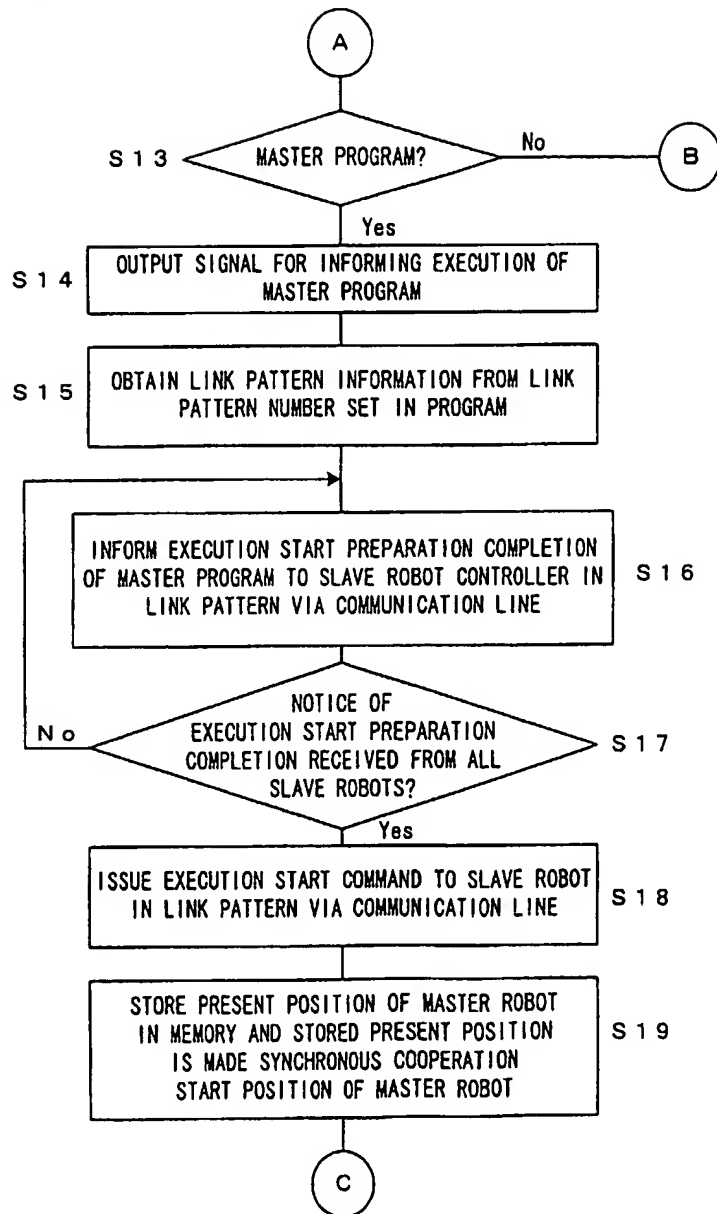 A
S13
MASTER PROGRAM?
No
B
Yes
S14
OUTPUT SIGNAL FOR INFORMING EXECUTION OF
MASTER PROGRAM
S15
OBTAIN LINK PATTERN INFORMATION FROM LINK
PATTERN NUMBER SET IN PROGRAM
INFORM EXECUTION START PREPARATION COMPLETION
OF MASTER PROGRAM TO SLAVE ROBOT CONTROLLER IN
LINK PATTERN VIA COMMUNICATION LINE
S16
No
NOTICE OF
EXECUTION START PREPARATION
COMPLETION RECEIVED FROM ALL
SLAVE ROBOTS?
S17
Yes
ISSUE EXECUTION START COMMAND TO SLAVE ROBOT
IN LINK PATTERN VIA COMMUNICATION LINE
S18
STORE PRESENT POSITION OF MASTER ROBOT
IN MEMORY AND STORED PRESENT POSITION
IS MADE SYNCHRONOUS COOPERATION
START POSITION OF MASTER ROBOT
S19
C